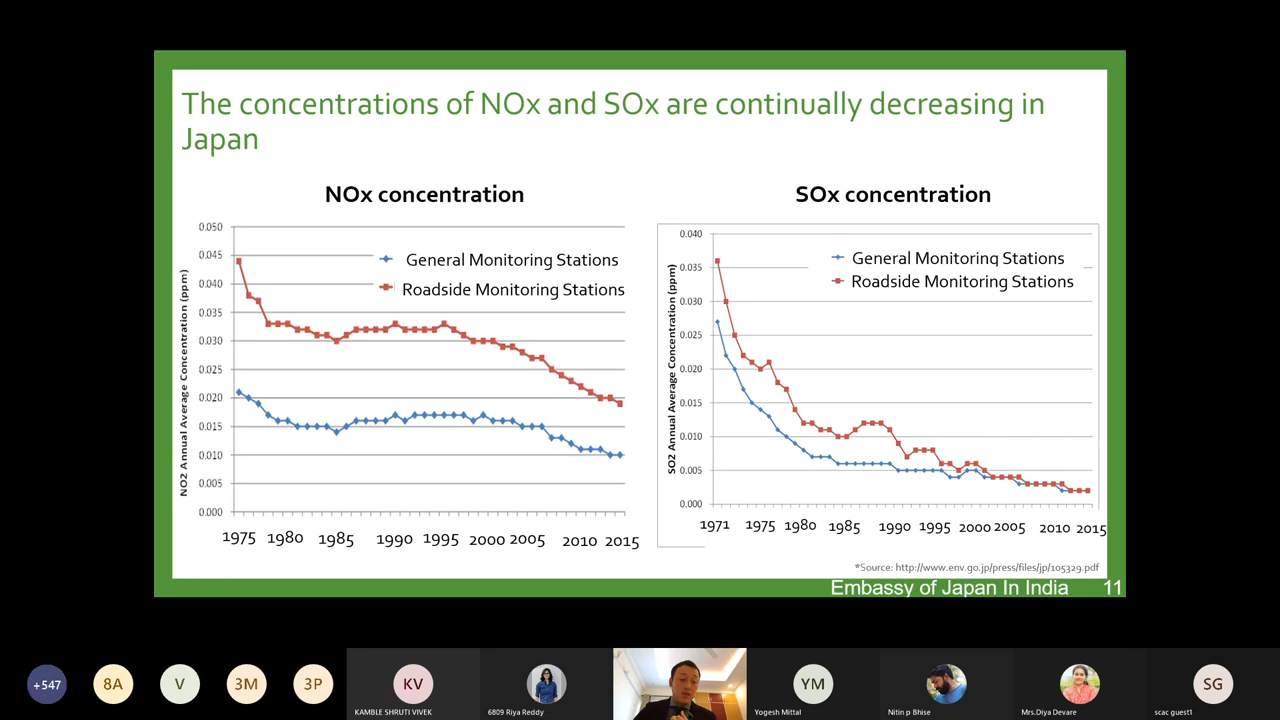 The concentrations of NOx and SOx are continually decreasing in
Japan
NOx concentration
NO2 Annual Average Concentration (ppm)
0.050
0.045
0.040
0.035
0.030
0.025
0.020
0.015
0.010
0.005
0.000
General Monitoring Stations
Roadside Monitoring Stations
1975 1980 1985 1990 1995 2000 2005 2010 2015
SOx concentration
SO2 Annual Average Concentration (ppm)
0.040
0.035
0.030
0.025
0.020
0.015
0.010
0.005
0.000
General Monitoring Stations
Roadside Monitoring Stations
1971 1975 1980 1985 1990 1995 2000 2005 2010 2015
*Source: http://www.env.go.jp/press/files/jp/105329.pdf
Embassy of Japan In India 11
+547 8A V 3M 3P KV YM SG
KAMBLE SHRUTI VIVEK 6809 Riya Reddy Yogesh Mittal Nitin p Bhise Mrs.Diya Devare scac guest1